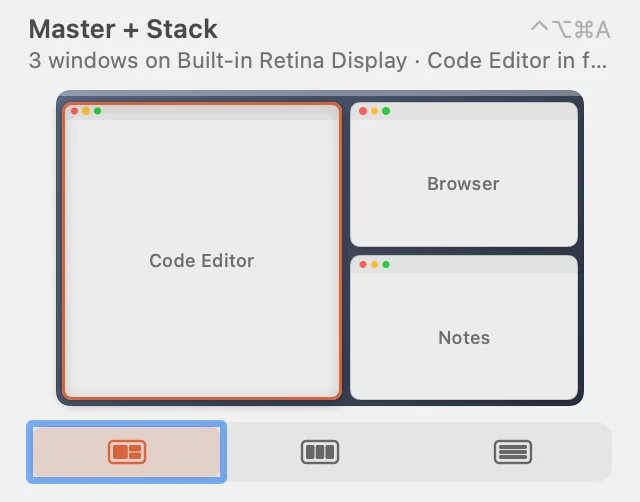 Master + Stack ⌃⌥⌘A
3 windows on Built-in Retina Display · Code Editor in f...
Code Editor
Browser
Notes